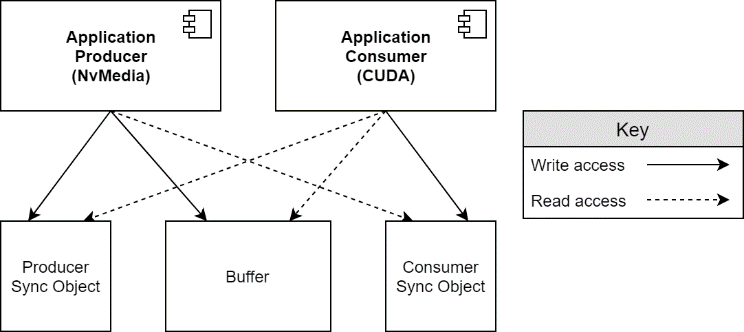 Application
Producer
(NvMedia)
Application
Consumer
(CUDA)
Key
Write access
Read access
Producer
Sync Object
Buffer
Consumer
Sync Object